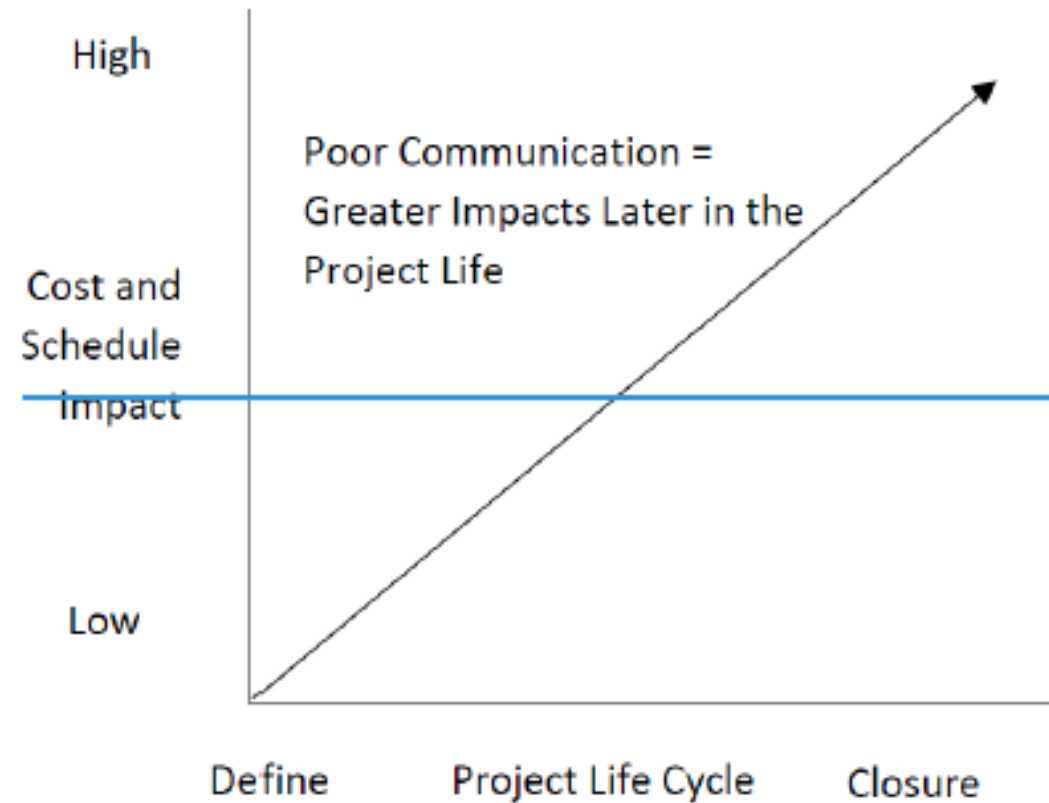 High
Poor Communication =
Greater Impacts Later in the
Project Life
Cost and
Schedule
Impact
Low
Define
Project Life Cycle
Closure